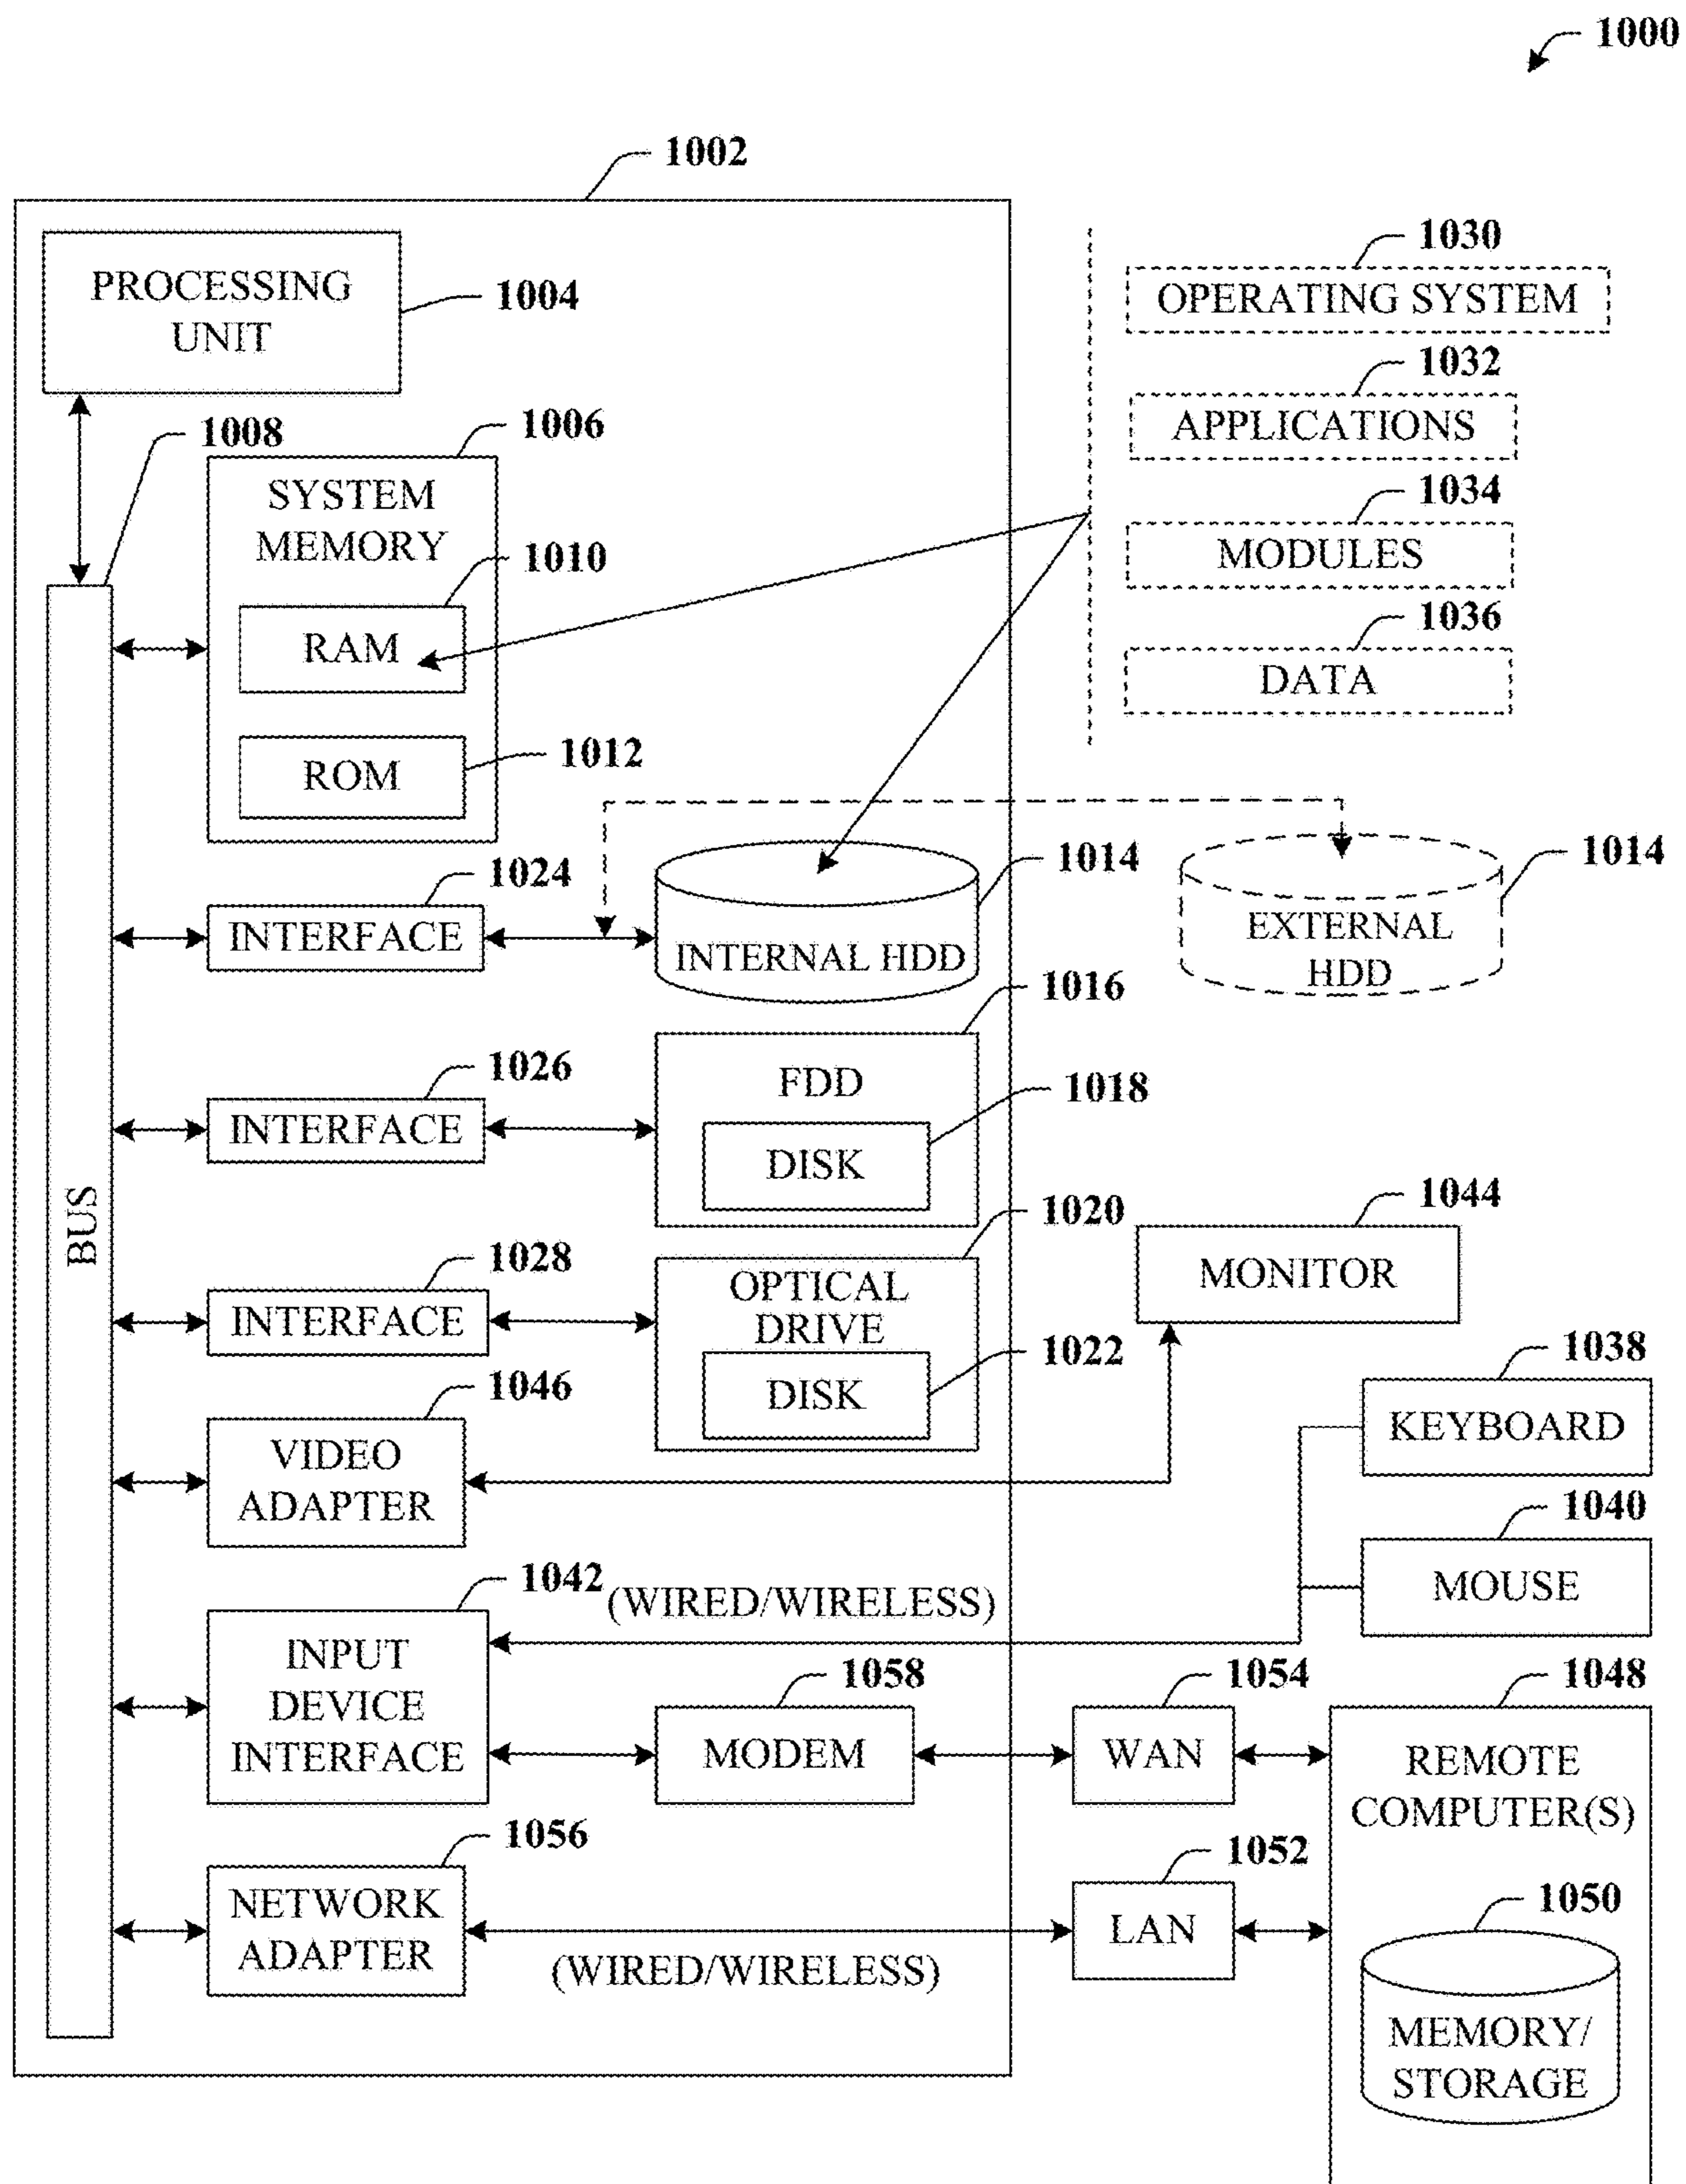 1000
1002
PROCESSING
UNIT
1004
1030
OPERATING SYSTEM
1032
APPLICATIONS
1034
MODULES
1036
DATA
1008
1006
SYSTEM
MEMORY
1010
RAM
1012
ROM
BUS
1024
INTERFACE
1014
INTERNAL HDD
1014
EXTERNAL
HDD
1026
INTERFACE
1016
FDD
1018
DISK
1028
INTERFACE
1020
OPTICAL
DRIVE
1022
DISK
1044
MONITOR
1046
VIDEO
ADAPTER
1038
KEYBOARD
1040
MOUSE
1042
(WIRED/WIRELESS)
INPUT
DEVICE
INTERFACE
1058
MODEM
1054
WAN
1048
REMOTE
COMPUTER(S)
1056
NETWORK
ADAPTER
(WIRED/WIRELESS)
1052
LAN
1050
MEMORY/
STORAGE